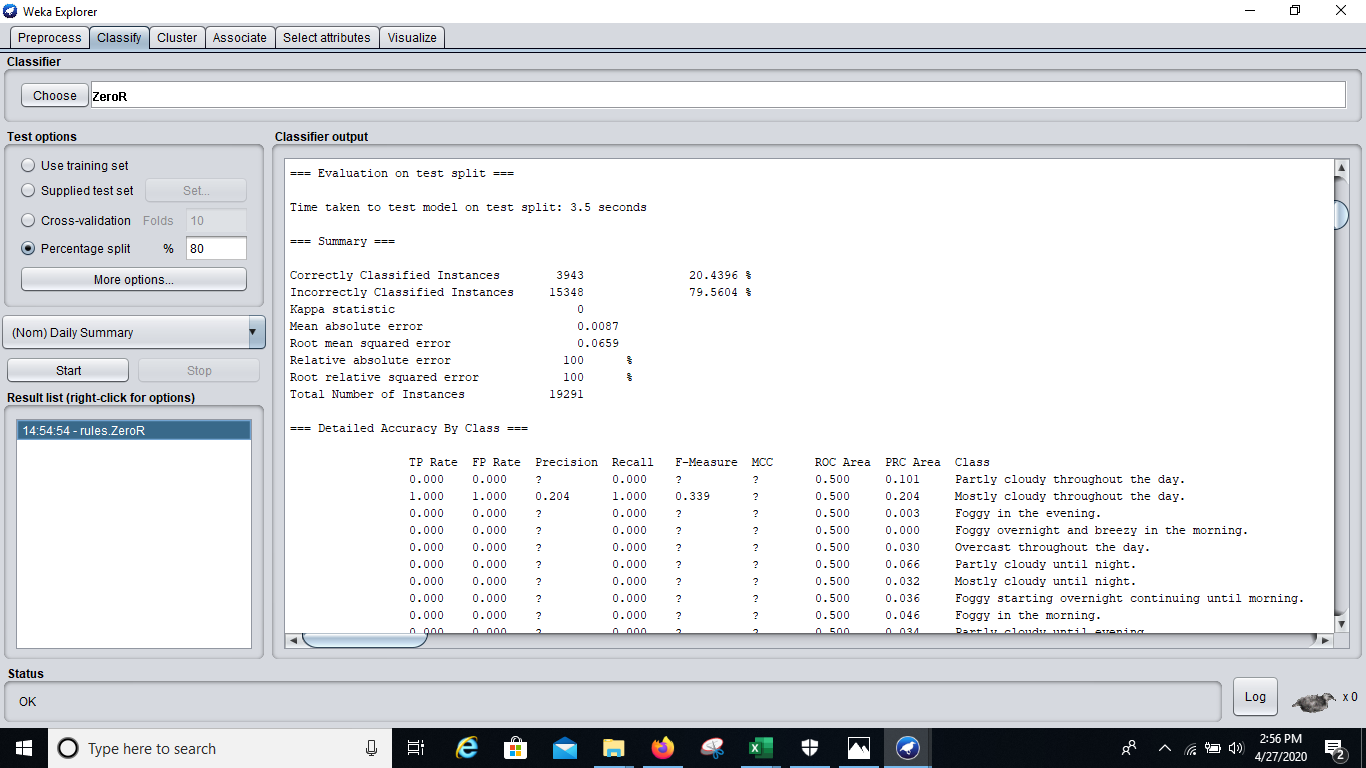 Weka Explorer
Preprocess Classify Cluster Associate Select attributes Visualize
Classifier
Choose ZeroR
Test options
Use training set
Supplied test set Set...
Cross-validation Folds 10
Percentage split % 80
More options...
(Nom) Daily Summary
Start Stop
Result list (right-click for options)
14:54:54 - rules.ZeroR
Classifier output
=== Evaluation on test split ===
Time taken to test model on test split: 3.5 seconds
=== Summary ===
Correctly Classified Instances 3943 20.4396 %
Incorrectly Classified Instances 15348 79.5604 %
Kappa statistic 0
Mean absolute error 0.0087
Root mean squared error 0.0659
Relative absolute error 100 %
Root relative squared error 100 %
Total Number of Instances 19291
=== Detailed Accuracy By Class ===
TP Rate FP Rate Precision Recall F-Measure MCC ROC Area PRC Area Class
0.000 0.000 ? 0.000 ? ? 0.500 0.101 Partly cloudy throughout the day.
1.000 1.000 0.204 1.000 0.339 ? 0.500 0.204 Mostly cloudy throughout the day.
0.000 0.000 ? 0.000 ? ? 0.500 0.003 Foggy in the evening.
0.000 0.000 ? 0.000 ? ? 0.500 0.000 Foggy overnight and breezy in the morning.
0.000 0.000 ? 0.000 ? ? 0.500 0.030 Overcast throughout the day.
0.000 0.000 ? 0.000 ? ? 0.500 0.066 Partly cloudy until night.
0.000 0.000 ? 0.000 ? ? 0.500 0.032 Mostly cloudy until night.
0.000 0.000 ? 0.000 ? ? 0.500 0.036 Foggy starting overnight continuing until morning.
0.000 0.000 ? 0.000 ? ? 0.500 0.046 Foggy in the morning.
0.000 0.000 ? 0.000 ? ? 0.500 0.034 Partly cloudy until evening
Status
OK
Log x 0
Type here to search
2:56 PM
4/27/2020
2